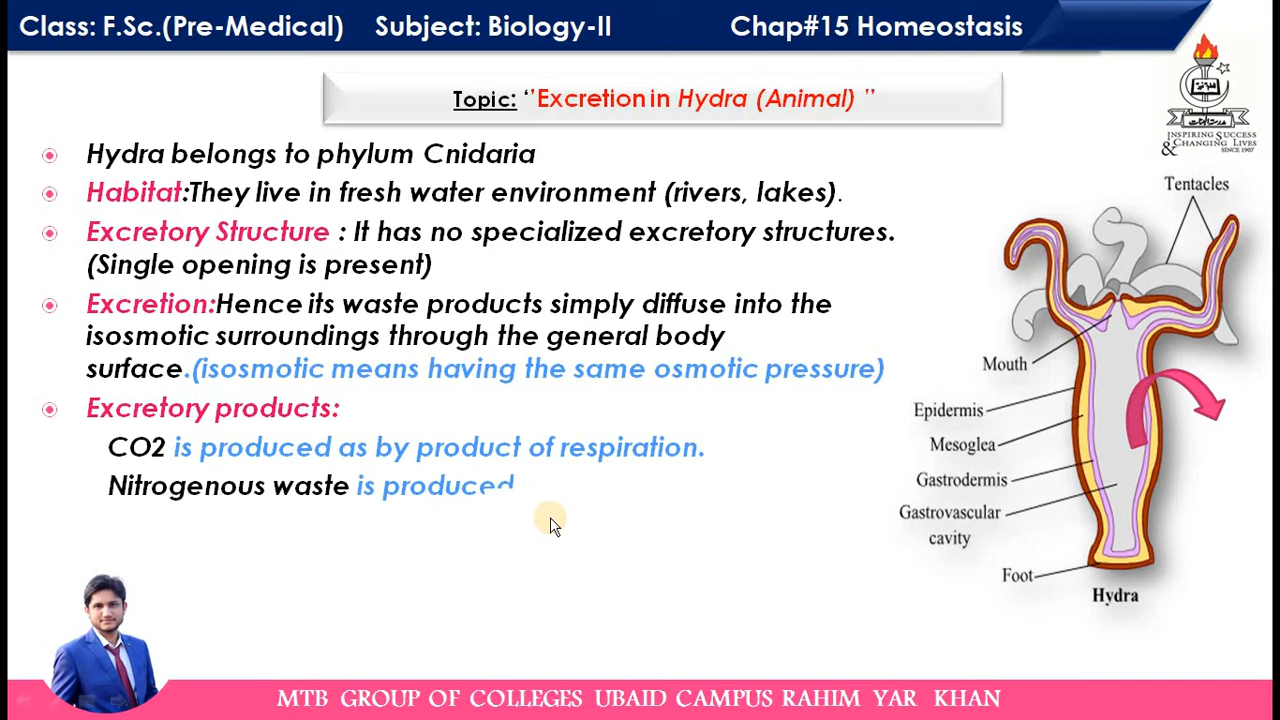 Class: F.Sc.(Pre-Medical) Subject: Biology-II Chap#15 Homeostasis
Topic: ‘’Excretion in Hydra (Animal) ’’
INSPIRING SUCCESS
& CHANGING LIVES
SINCE 1907
Hydra belongs to phylum Cnidaria
Habitat:They live in fresh water environment (rivers, lakes).
Excretory Structure : It has no specialized excretory structures.
(Single opening is present)
Excretion:Hence its waste products simply diffuse into the
isosmotic surroundings through the general body
surface.(isosmotic means having the same osmotic pressure)
Excretory products:
CO2 is produced as by product of respiration.
Nitrogenous waste is produced
Tentacles
Mouth
Epidermis
Mesoglea
Gastrodermis
Gastrovascular
cavity
Foot
Hydra
MTB GROUP OF COLLEGES UBAID CAMPUS RAHIM YAR KHAN